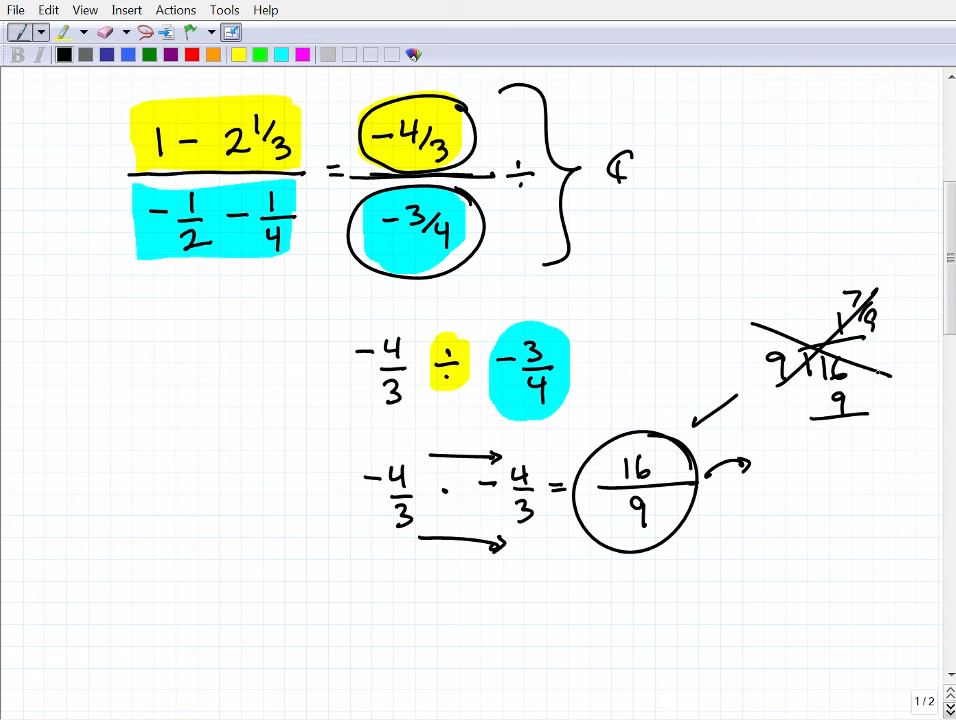 File Edit View Insert Actions Tools Help
B I
1 - 2 1/3 = -4/3 ÷
-1/2 - 1/4 -3/4
1 7/9
9 16
9
-4/3 ÷ -3/4
-4/3 · -4/3 = 16/9
1 / 2